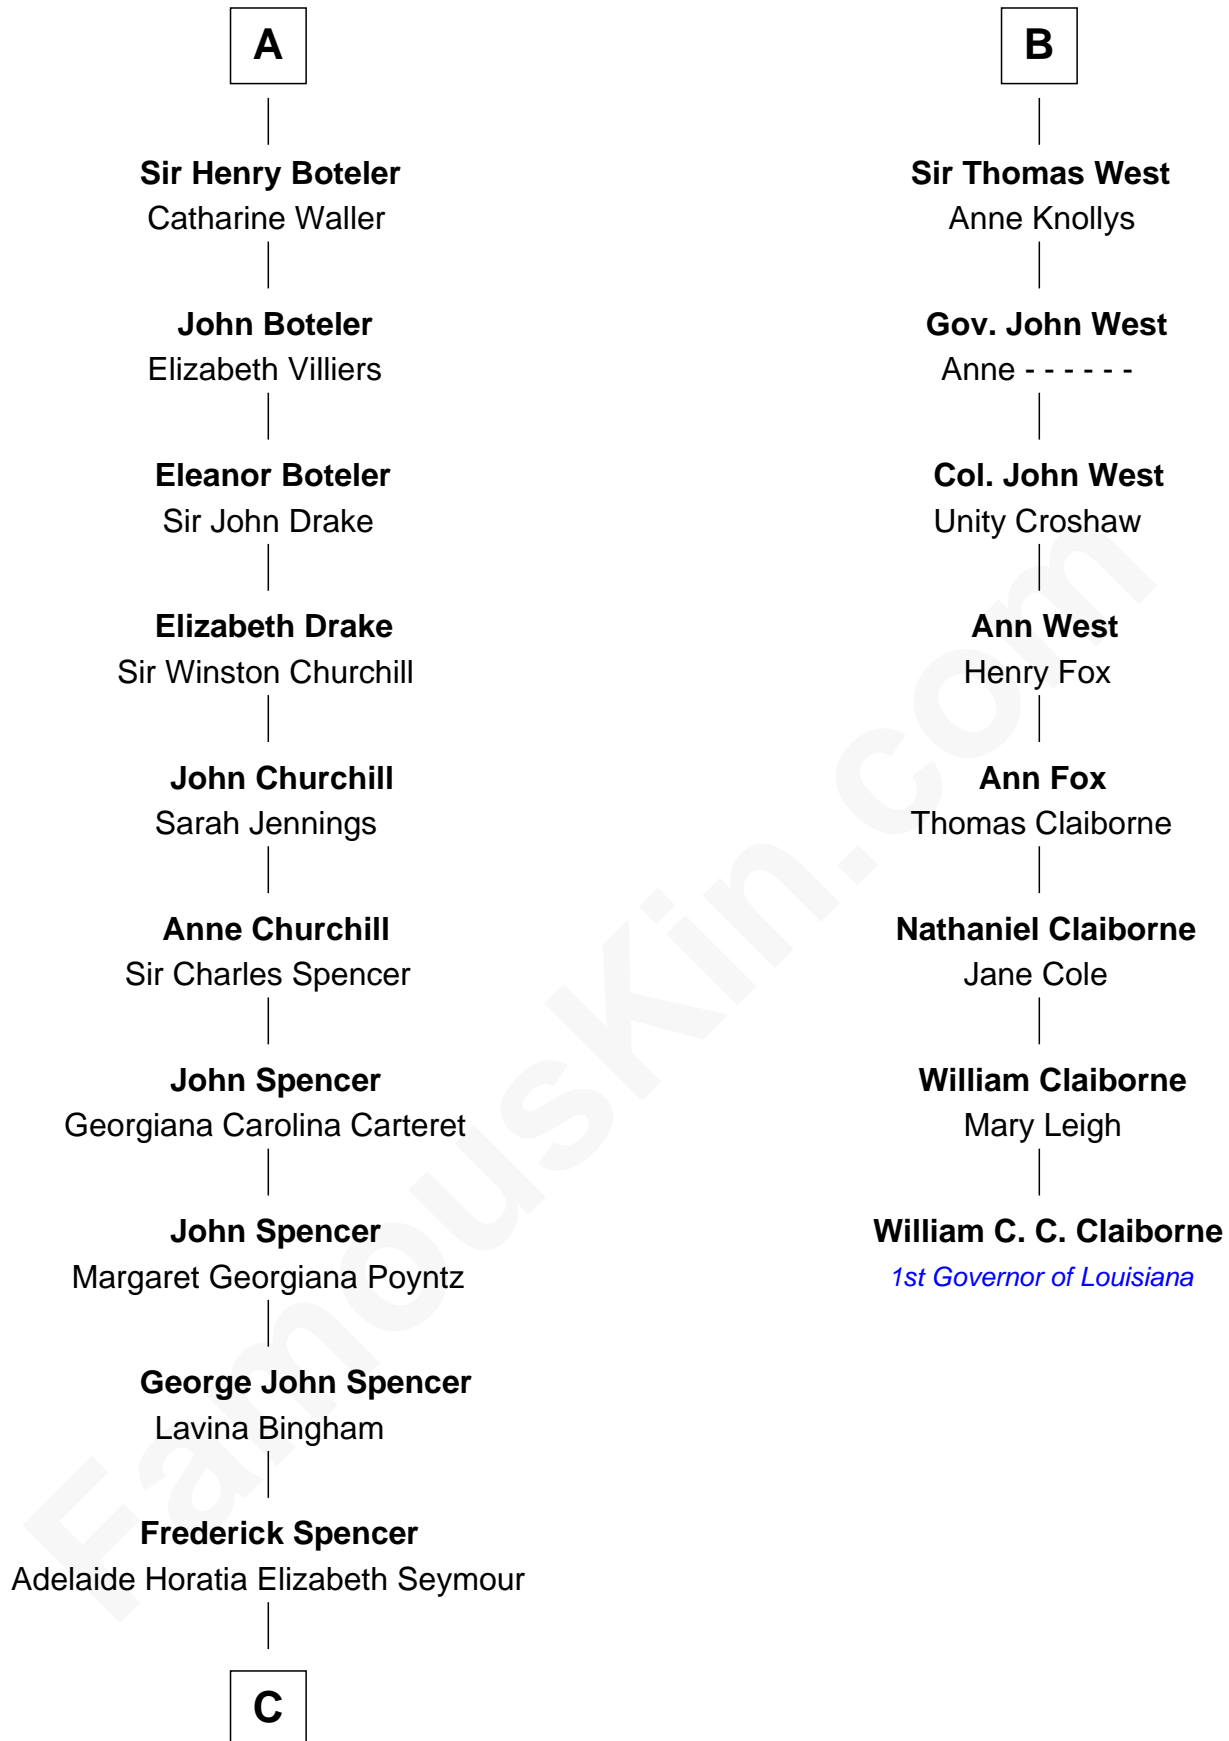 A
Sir Henry Boteler
Catharine Waller
John Boteler
Elizabeth Villiers
Eleanor Boteler
Sir John Drake
Elizabeth Drake
Sir Winston Churchill
John Churchill
Sarah Jennings
Anne Churchill
Sir Charles Spencer
John Spencer
Georgiana Carolina Carteret
John Spencer
Margaret Georgiana Poyntz
George John Spencer
Lavina Bingham
Frederick Spencer
Adelaide Horatia Elizabeth Seymour
C
B
Sir Thomas West
Anne Knollys
Gov. John West
Anne - - - - - -
Col. John West
Unity Croshaw
Ann West
Henry Fox
Ann Fox
Thomas Claiborne
Nathaniel Claiborne
Jane Cole
William Claiborne
Mary Leigh
William C. C. Claiborne
1st Governor of Louisiana
FamousKin.com